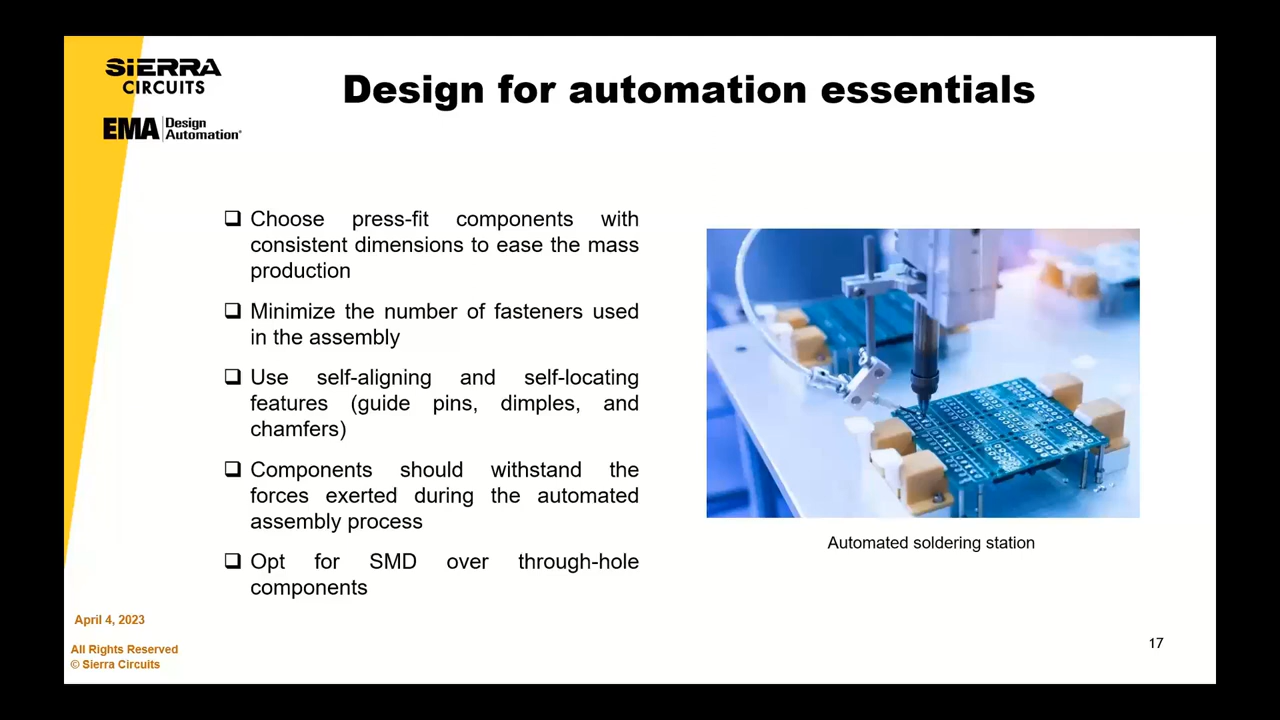 SIERRA
CIRCUITS
EMA Design
Automation®
Design for automation essentials
❑ Choose press-fit components with
consistent dimensions to ease the mass
production
❑ Minimize the number of fasteners used
in the assembly
❑ Use self-aligning and self-locating
features (guide pins, dimples, and
chamfers)
❑ Components should withstand the
forces exerted during the automated
assembly process
❑ Opt for SMD over through-hole
components
Automated soldering station
April 4, 2023
All Rights Reserved
© Sierra Circuits
17